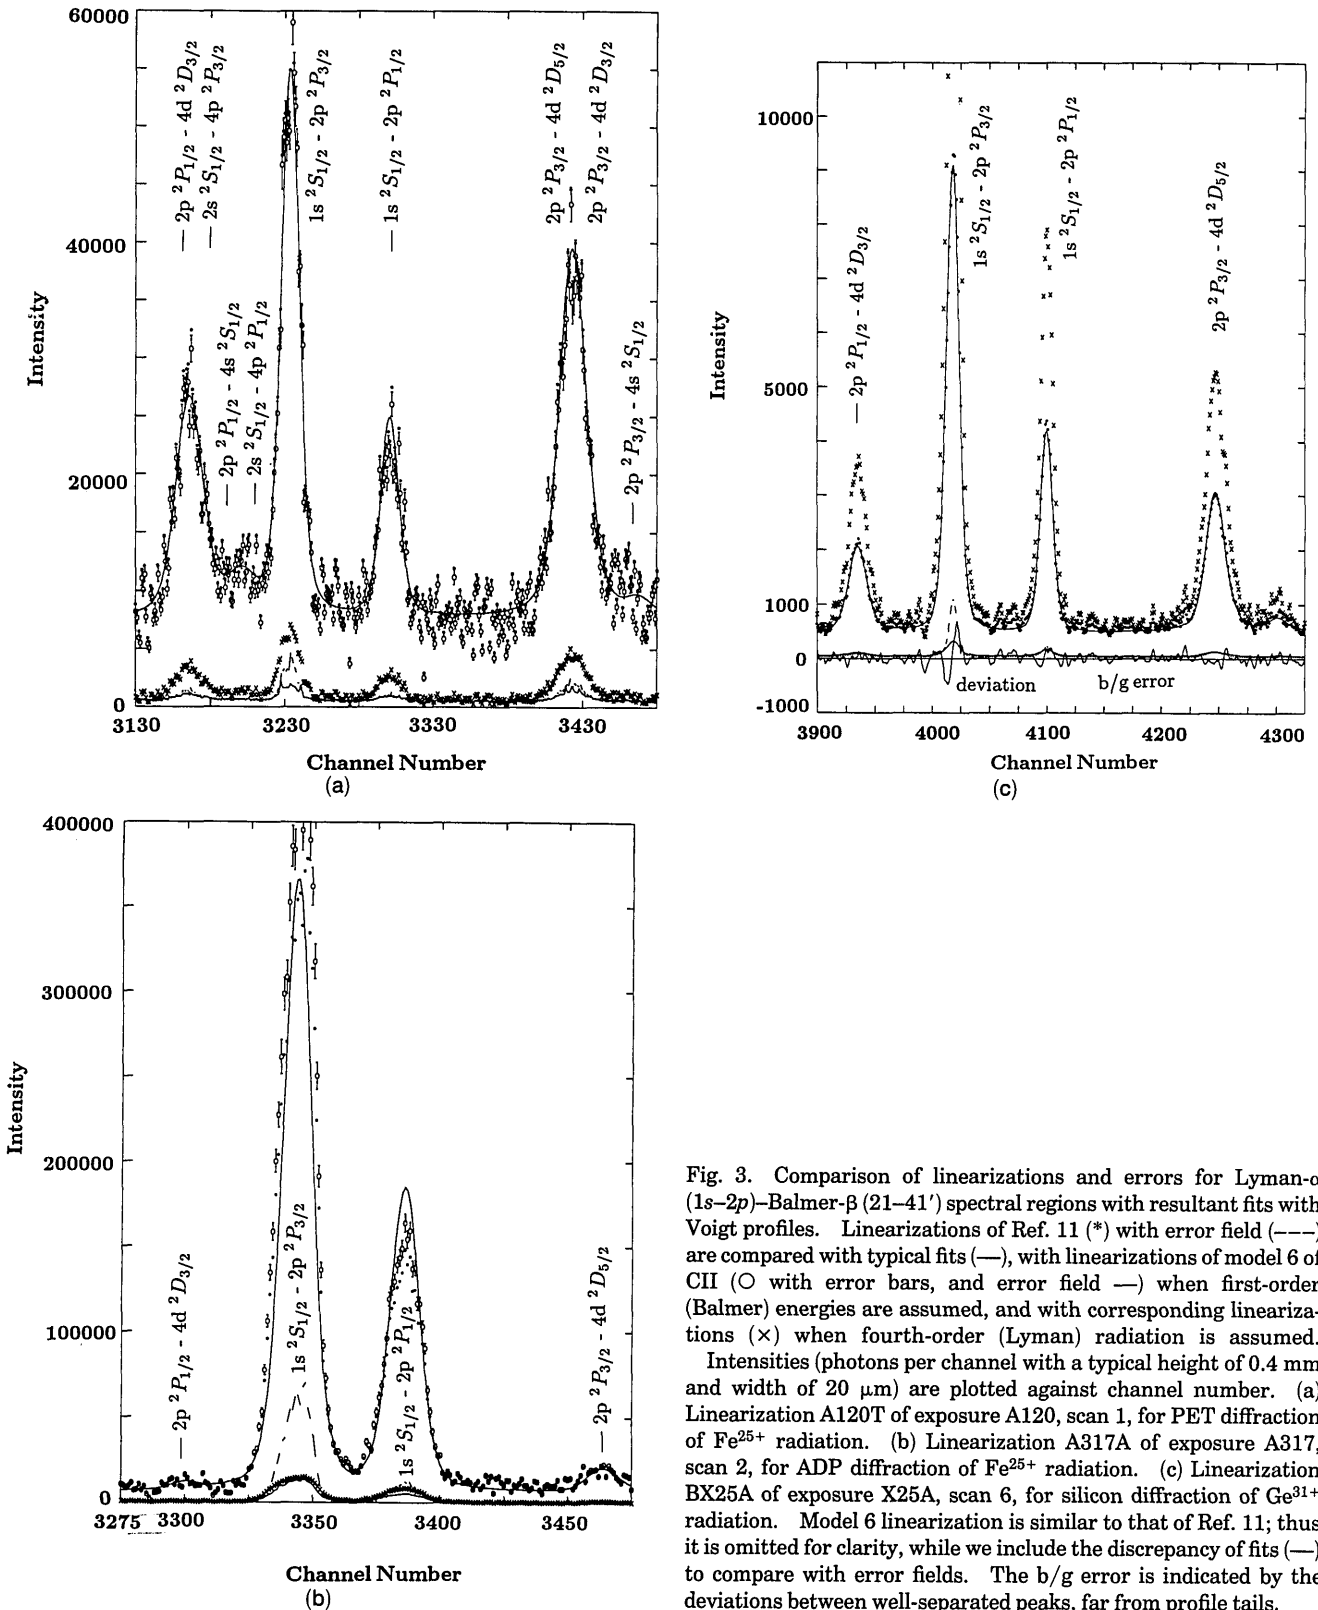 60000
40000
20000
0
Intensity
2p ²P1/2 - 4d ²D3/2
2s ²S1/2 - 4p ²P3/2
2p ²P1/2 - 4s ²S1/2
2s ²S1/2 - 4p ²P1/2
1s ²S1/2 - 2p ²P3/2
1s ²S1/2 - 2p ²P1/2
2p ²P3/2 - 4d ²D5/2
2p ²P3/2 - 4d ²D3/2
2p ²P3/2 - 4s ²S1/2
3130 3230 3330 3430
Channel Number
(a)
10000
5000
1000
0
-1000
Intensity
2p ²P1/2 - 4d ²D3/2
1s ²S1/2 - 2p ²P3/2
1s ²S1/2 - 2p ²P1/2
2p ²P3/2 - 4d ²D5/2
deviation
b/g error
3900 4000 4100 4200 4300
Channel Number
(c)
400000
300000
200000
100000
0
Intensity
2p ²P1/2 - 4d ²D3/2
1s ²S1/2 - 2p ²P3/2
1s ²S1/2 - 2p ²P1/2
2p ²P3/2 - 4d ²D5/2
3275 3300 3350 3400 3450
Channel Number
(b)
Fig. 3. Comparison of linearizations and errors for Lyman-α
(1s–2p)–Balmer-β (21–41′) spectral regions with resultant fits with
Voigt profiles. Linearizations of Ref. 11 (*) with error field (---)
are compared with typical fits (—), with linearizations of model 6 of
CII (○ with error bars, and error field —) when first-order
(Balmer) energies are assumed, and with corresponding lineariza-
tions (×) when fourth-order (Lyman) radiation is assumed.
Intensities (photons per channel with a typical height of 0.4 mm
and width of 20 μm) are plotted against channel number. (a)
Linearization A120T of exposure A120, scan 1, for PET diffraction
of Fe²⁵⁺ radiation. (b) Linearization A317A of exposure A317,
scan 2, for ADP diffraction of Fe²⁵⁺ radiation. (c) Linearization
BX25A of exposure X25A, scan 6, for silicon diffraction of Ge³¹⁺
radiation. Model 6 linearization is similar to that of Ref. 11; thus
it is omitted for clarity, while we include the discrepancy of fits (—)
to compare with error fields. The b/g error is indicated by the
deviations between well-separated peaks, far from profile tails.